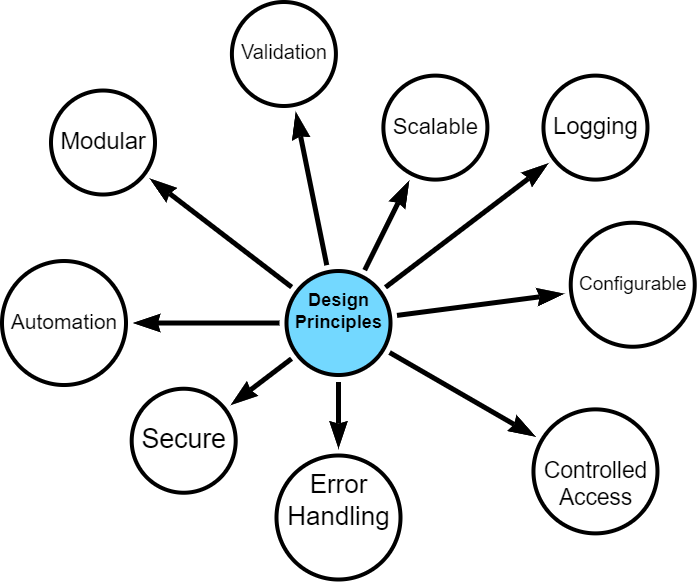 Validation
Scalable
Logging
Modular
Configurable
Design
Principles
Automation
Secure
Controlled
Access
Error
Handling